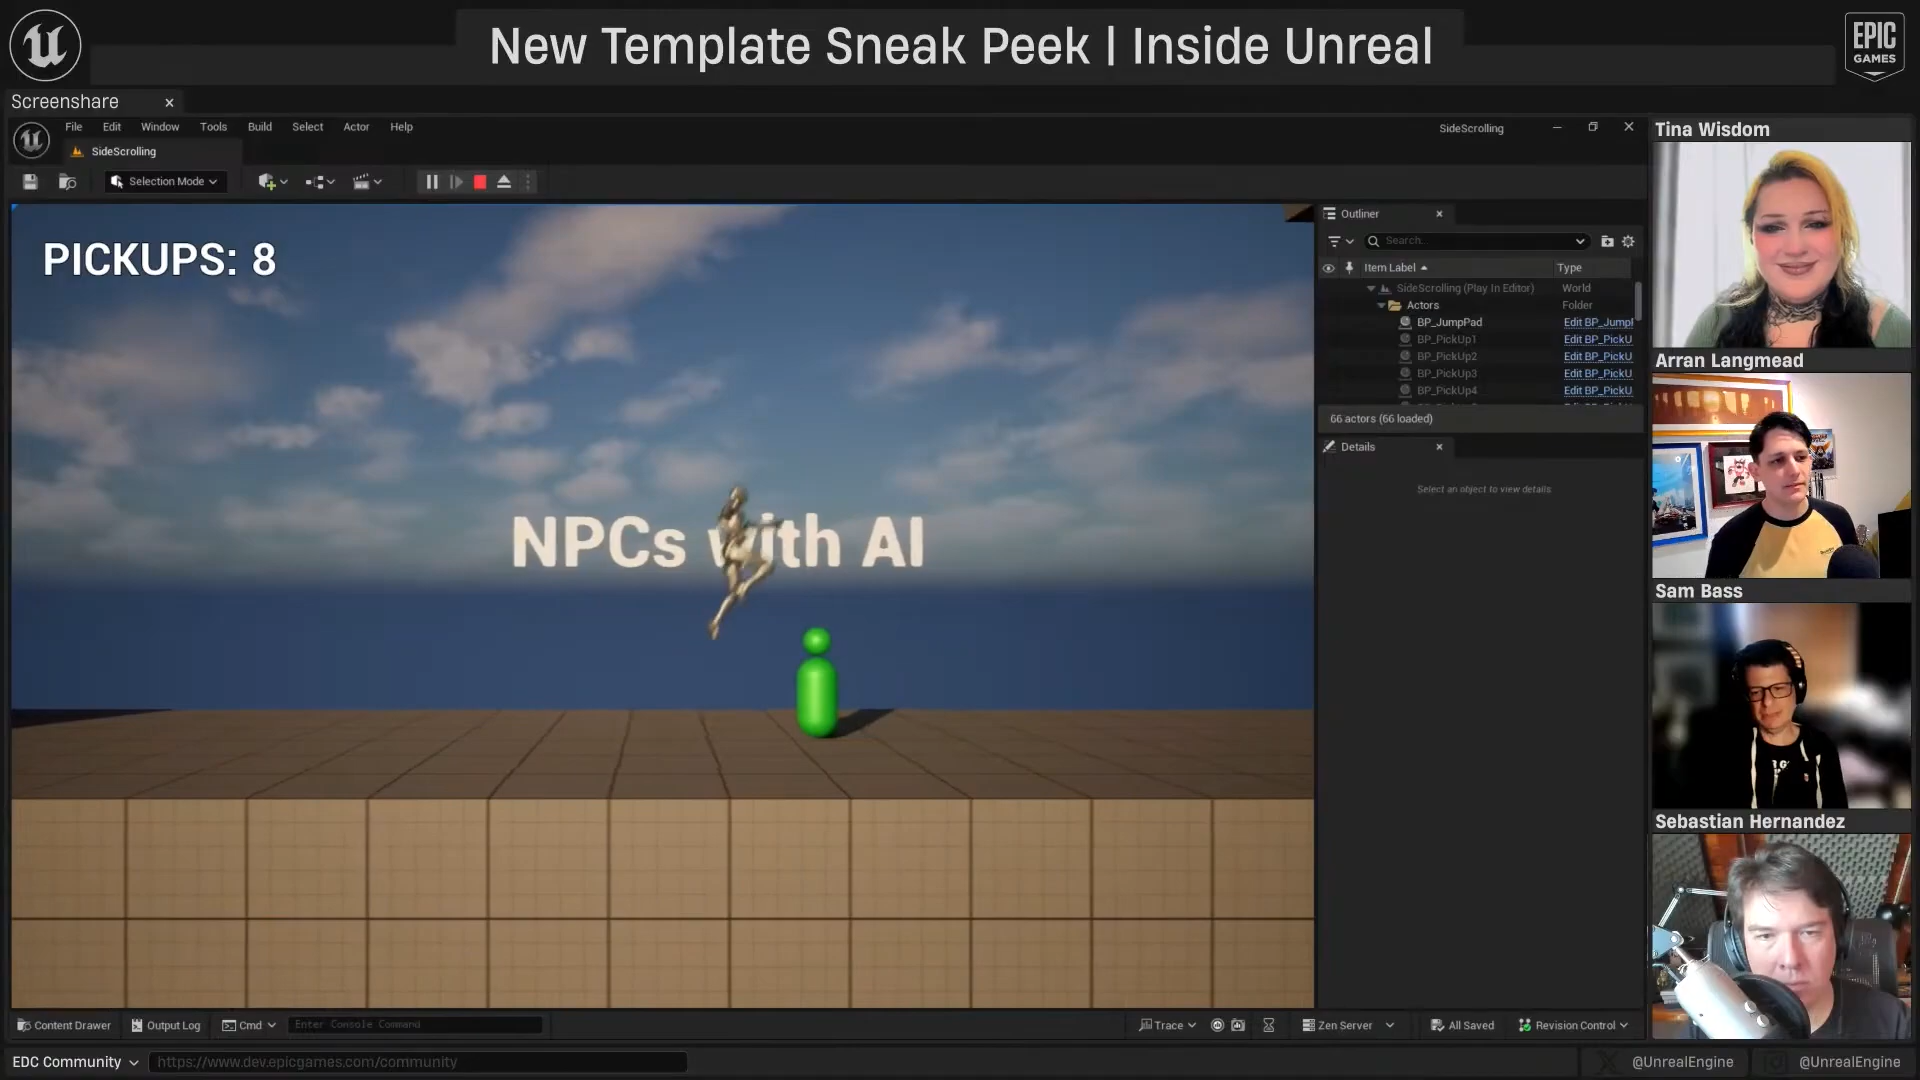 New Template Sneak Peek | Inside Unreal
EPIC
GAMES
Screenshare
File Edit Window Tools Build Select Actor Help
SideScrolling
SideScrolling
Selection Mode
PICKUPS: 8
NPCs with AI
Outliner
Search...
Item Label Type
SideScrolling (Play In Editor) World
Actors Folder
BP_JumpPad Edit BP_Jump
BP_PickUp1 Edit BP_PickU
BP_PickUp2 Edit BP_PickU
BP_PickUp3 Edit BP_PickU
BP_PickUp4 Edit BP_PickU
66 actors (66 loaded)
Details
Select an object to view details
Tina Wisdom
Arran Langmead
Sam Bass
Sebastian Hernandez
Content Drawer Output Log Cmd Enter Console Command Trace Zen Server All Saved Revision Control
EDC Community https://www.dev.epicgames.com/community @UnrealEngine @UnrealEngine